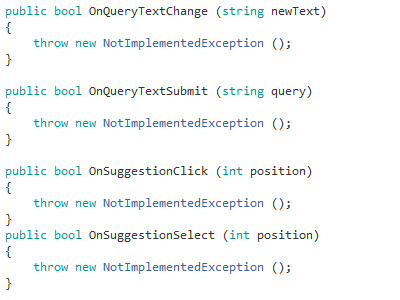 public bool OnQueryTextChange (string newText)
{
    throw new NotImplementedException ();
}

public bool OnQueryTextSubmit (string query)
{
    throw new NotImplementedException ();
}

public bool OnSuggestionClick (int position)
{
    throw new NotImplementedException ();
}
public bool OnSuggestionSelect (int position)
{
    throw new NotImplementedException ();
}